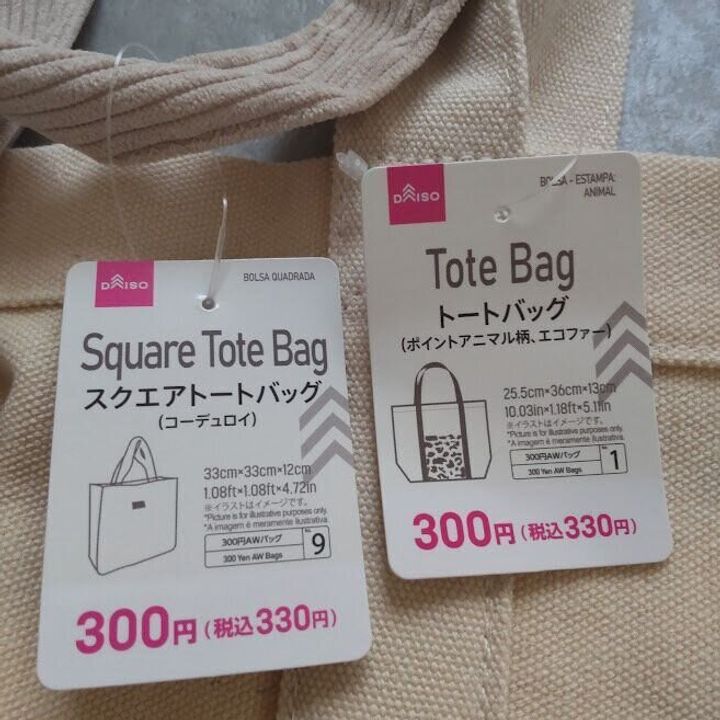 DAISO
BOLSA QUADRADA
Square Tote Bag
スクエアトートバッグ
(コーデュロイ)
33cm×33cm×12cm
1.08ft×1.08ft×4.72in
※イラストはイメージです。
*Picture is for illustrative purposes only.
*A imagem é meramente ilustrativa.
300円AWバッグ
300 Yen AW Bags
No.
9
300円(税込330円)
DAISO
BOLSA - ESTAMPA:
ANIMAL
Tote Bag
トートバッグ
(ポイントアニマル柄、エコファー)
25.5cm×36cm×13cm
10.03in×1.18ft×5.11in
※イラストはイメージです。
*Picture is for illustrative purposes only.
*A imagem é meramente ilustrativa.
300円AWバッグ
300 Yen AW Bags
No.
1
300円(税込330円)